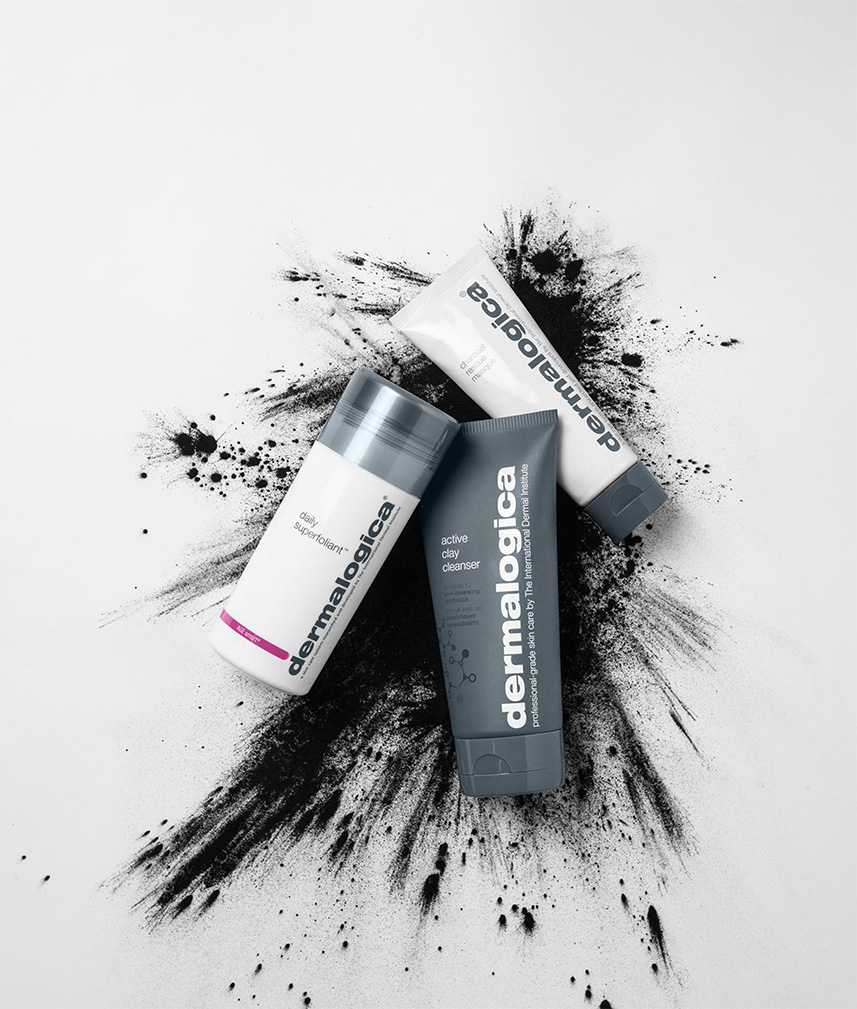 dermalogica®
charcoal
rescue
masque
daily
superfoliant™
dermalogica®
age smart®
active
clay
cleanser
dermalogica
professional-grade skin care by The International Dermal Institute